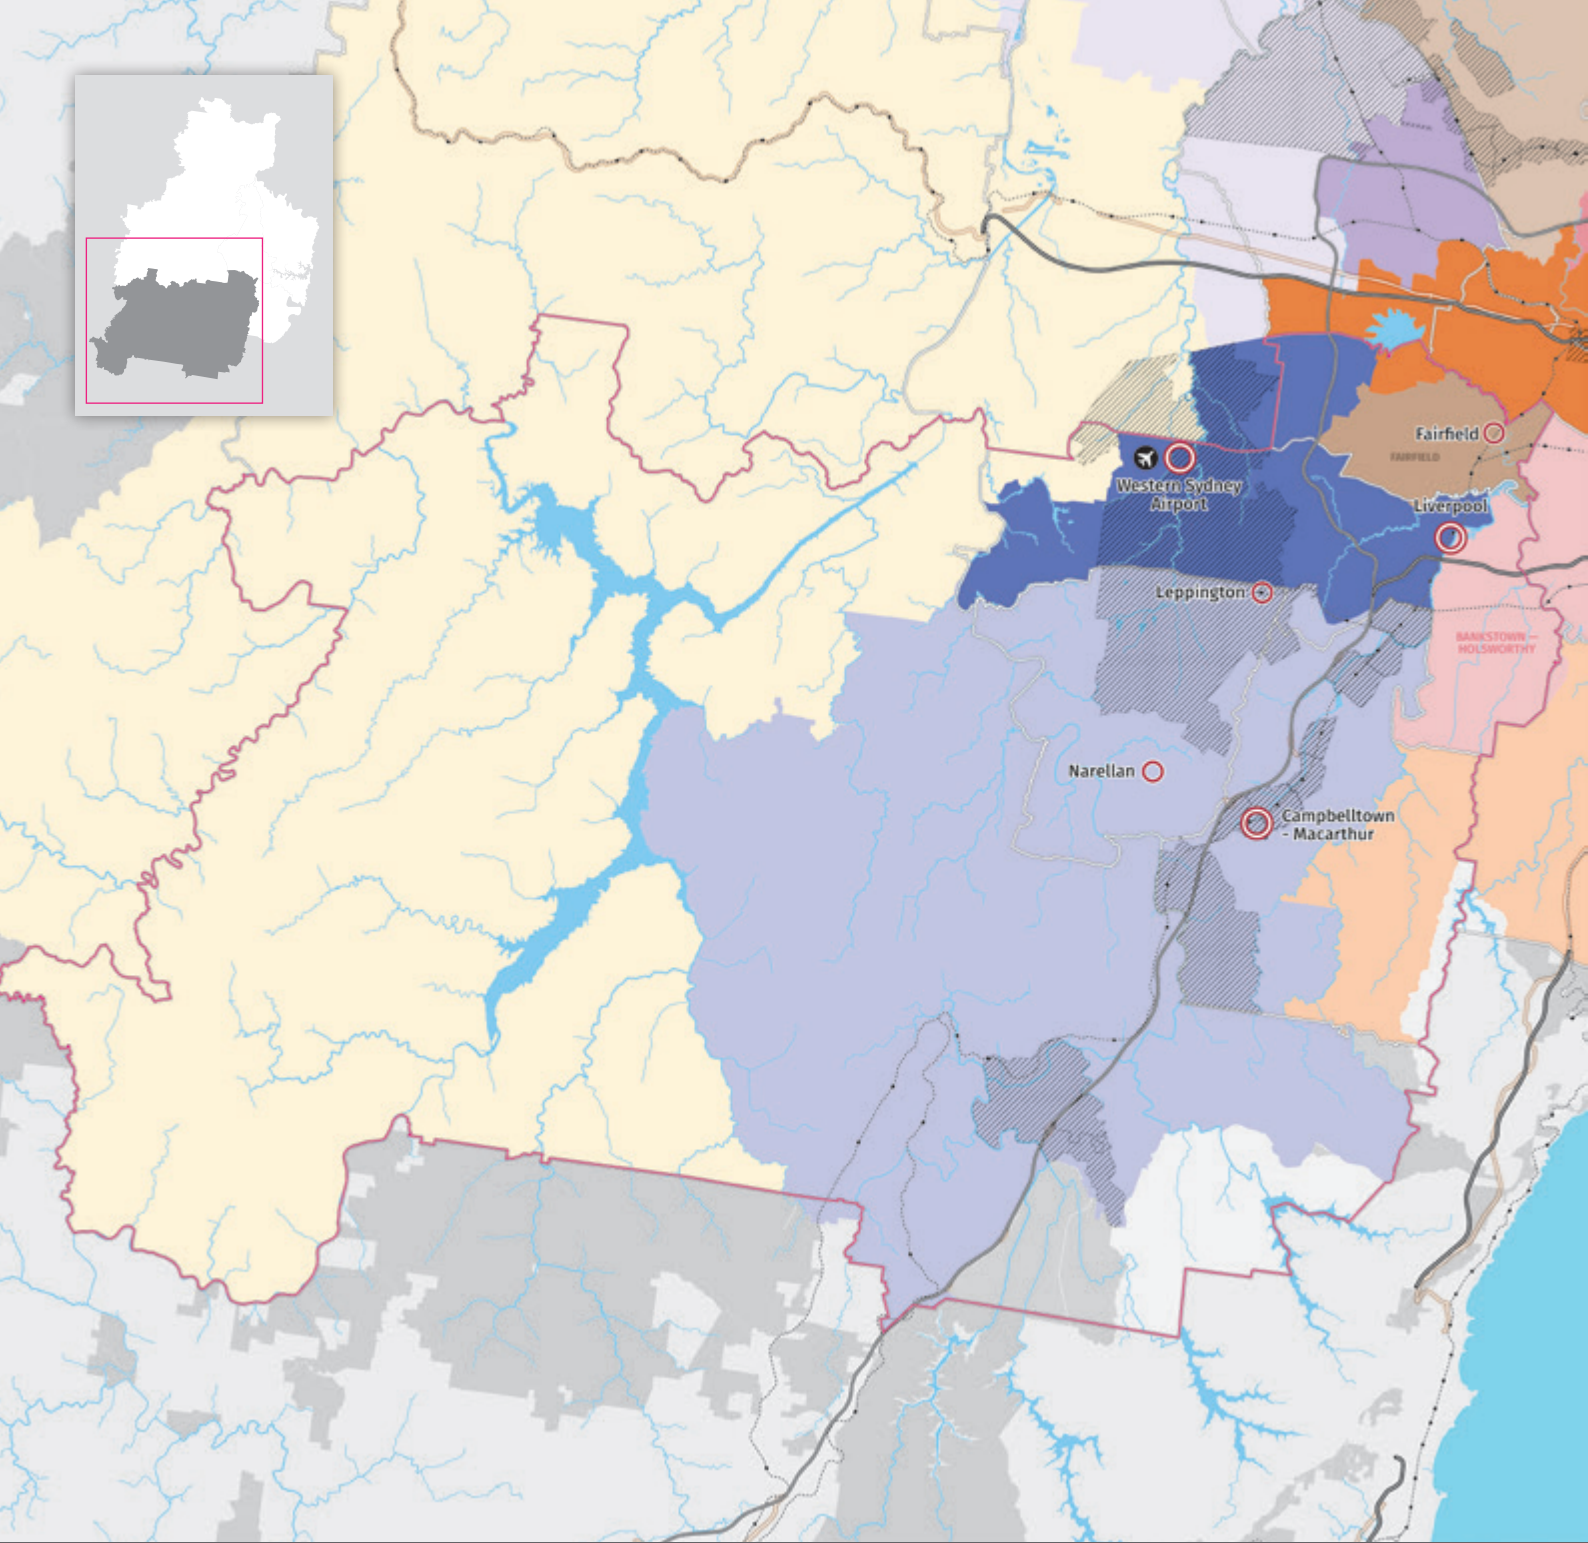 Fairfield
FAIRFIELD
Western Sydney
Airport
Liverpool
Leppington
BANKSTOWN –
HOLSWORTHY
Narellan
Campbelltown
- Macarthur